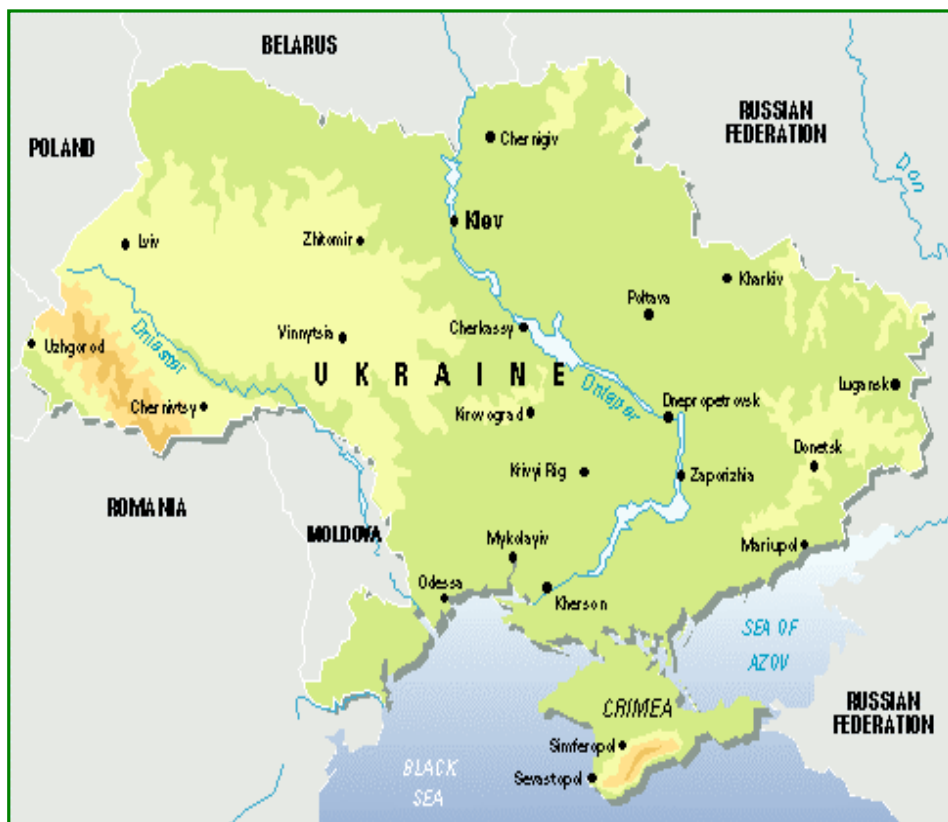 BELARUS
RUSSIAN
FEDERATION
POLAND
Chernigiv
Don
Kiev
Lviv
Zhitomir
Kharkiv
Poltava
Cherkassy
Vinnytsia
Uzhgorod
Dniester
UKRAINE
Dnieper
Lugansk
Chernivtsy
Kirovograd
Dnepropetrovsk
Donetsk
Krivyi Rig
Zaporizhia
ROMANIA
MOLDOVA
Mykolayiv
Mariupol
Odessa
Kherson
SEA OF
AZOV
CRIMEA
RUSSIAN
FEDERATION
Simferopol
BLACK
SEA
Sevastopol